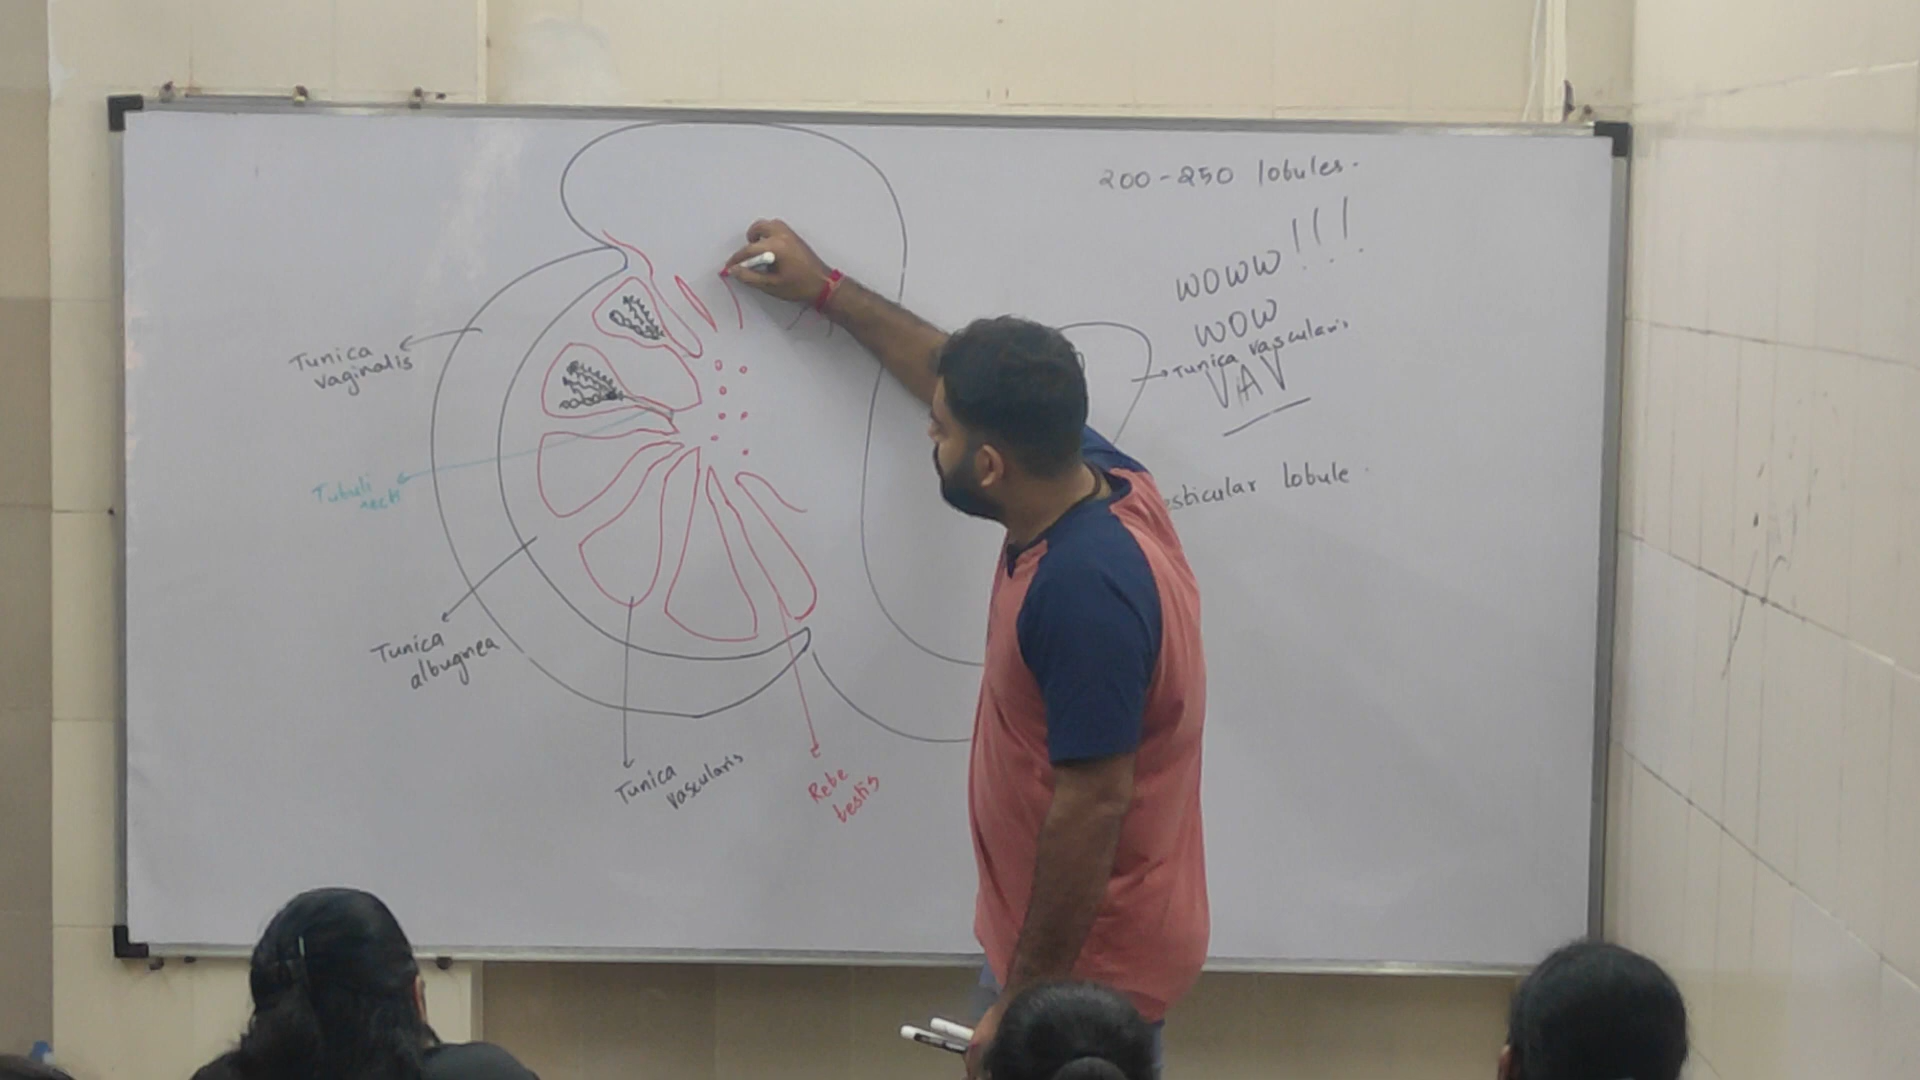 200-250 lobules.
WOWW!!!
WOW
Tunica vascularis
VAV
esticular lobule.
Tunica
vaginalis
Tubuli
recti
Tunica
albuginea
Tunica
vascularis
Rete
testis